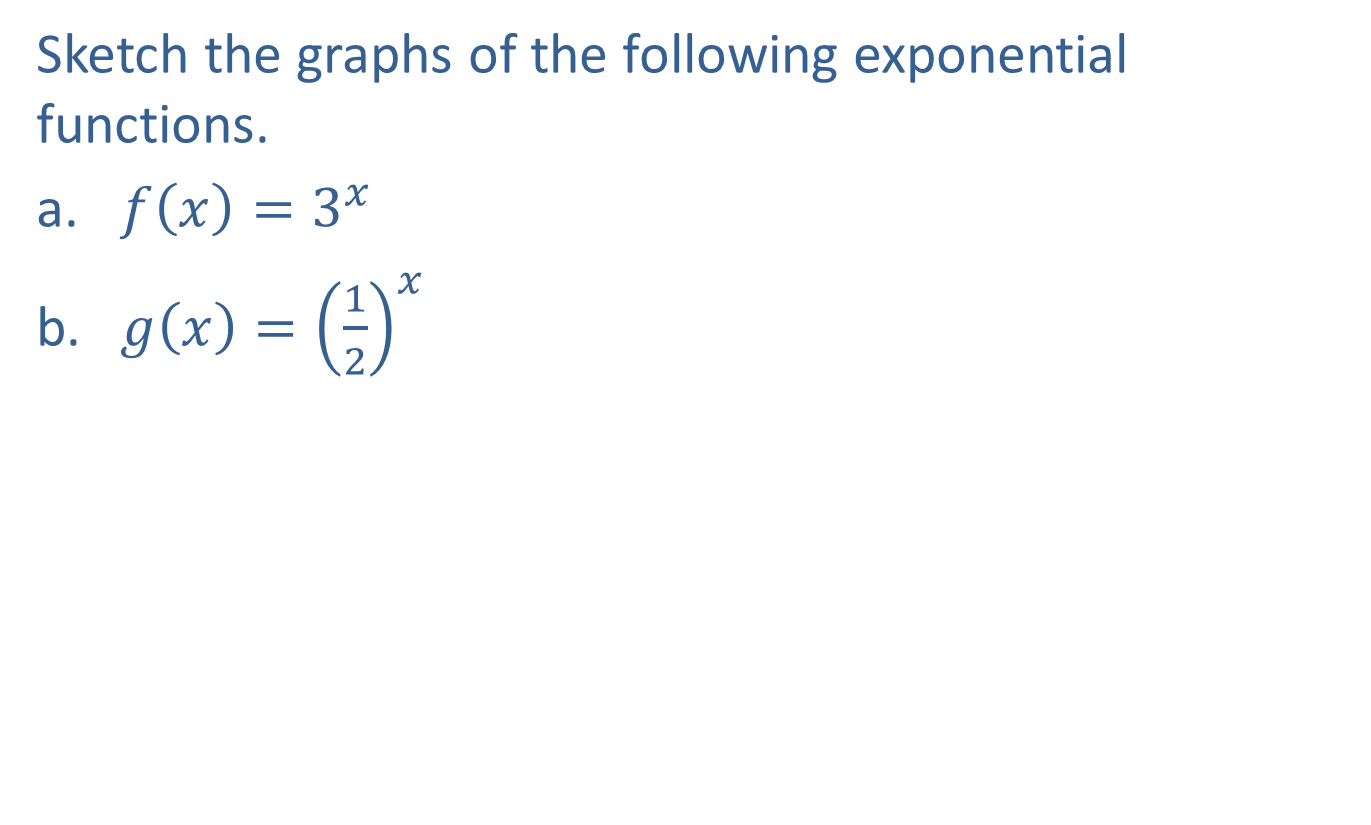 Sketch the graphs of the following exponential
functions.
a. f(x) = 3^x
b. g(x) = (1/2)^x